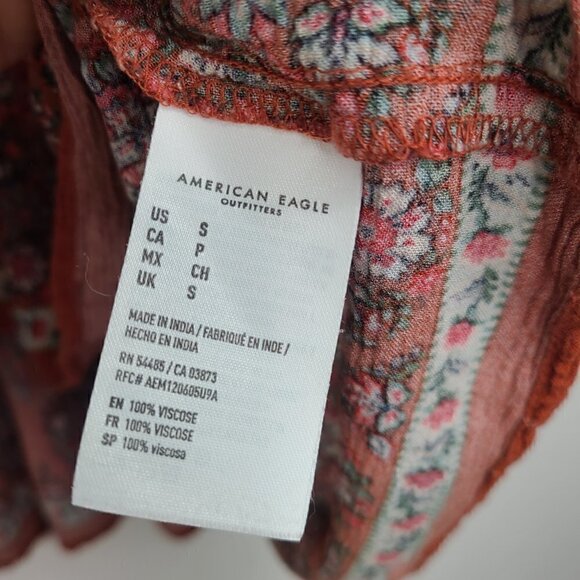 AMERICAN EAGLE
OUTFITTERS
US S
CA P
MX CH
UK S
MADE IN INDIA / FABRIQUÉ EN INDE /
HECHO EN INDIA
RN 54485 / CA 03873
RFC# AEM120605U9A
EN 100% VISCOSE
FR 100% VISCOSE
SP 100% viscosa